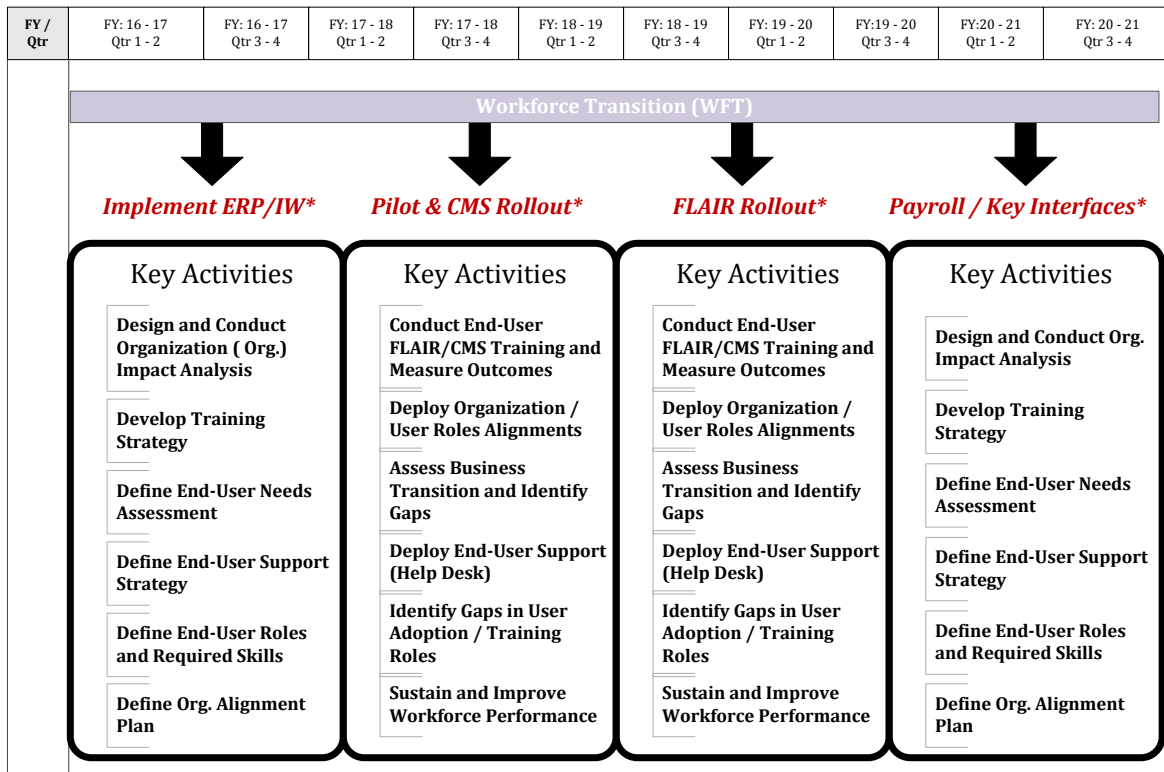 FY /
Qtr
FY: 16 - 17
Qtr 1 - 2
FY: 16 - 17
Qtr 3 - 4
FY: 17 - 18
Qtr 1 - 2
FY: 17 - 18
Qtr 3 - 4
FY: 18 - 19
Qtr 1 - 2
FY: 18 - 19
Qtr 3 - 4
FY: 19 - 20
Qtr 1 - 2
FY:19 - 20
Qtr 3 - 4
FY:20 - 21
Qtr 1 - 2
FY: 20 - 21
Qtr 3 - 4
Workforce Transition (WFT)
Implement ERP/IW*
Pilot & CMS Rollout*
FLAIR Rollout*
Payroll / Key Interfaces*
Key Activities
Design and Conduct
Organization ( Org.)
Impact Analysis
Develop Training
Strategy
Define End-User Needs
Assessment
Define End-User Support
Strategy
Define End-User Roles
and Required Skills
Define Org. Alignment
Plan
Key Activities
Conduct End-User
FLAIR/CMS Training and
Measure Outcomes
Deploy Organization /
User Roles Alignments
Assess Business
Transition and Identify
Gaps
Deploy End-User Support
(Help Desk)
Identify Gaps in User
Adoption / Training
Roles
Sustain and Improve
Workforce Performance
Key Activities
Conduct End-User
FLAIR/CMS Training and
Measure Outcomes
Deploy Organization /
User Roles Alignments
Assess Business
Transition and Identify
Gaps
Deploy End-User Support
(Help Desk)
Identify Gaps in User
Adoption / Training
Roles
Sustain and Improve
Workforce Performance
Key Activities
Design and Conduct Org.
Impact Analysis
Develop Training
Strategy
Define End-User Needs
Assessment
Define End-User Support
Strategy
Define End-User Roles
and Required Skills
Define Org. Alignment
Plan